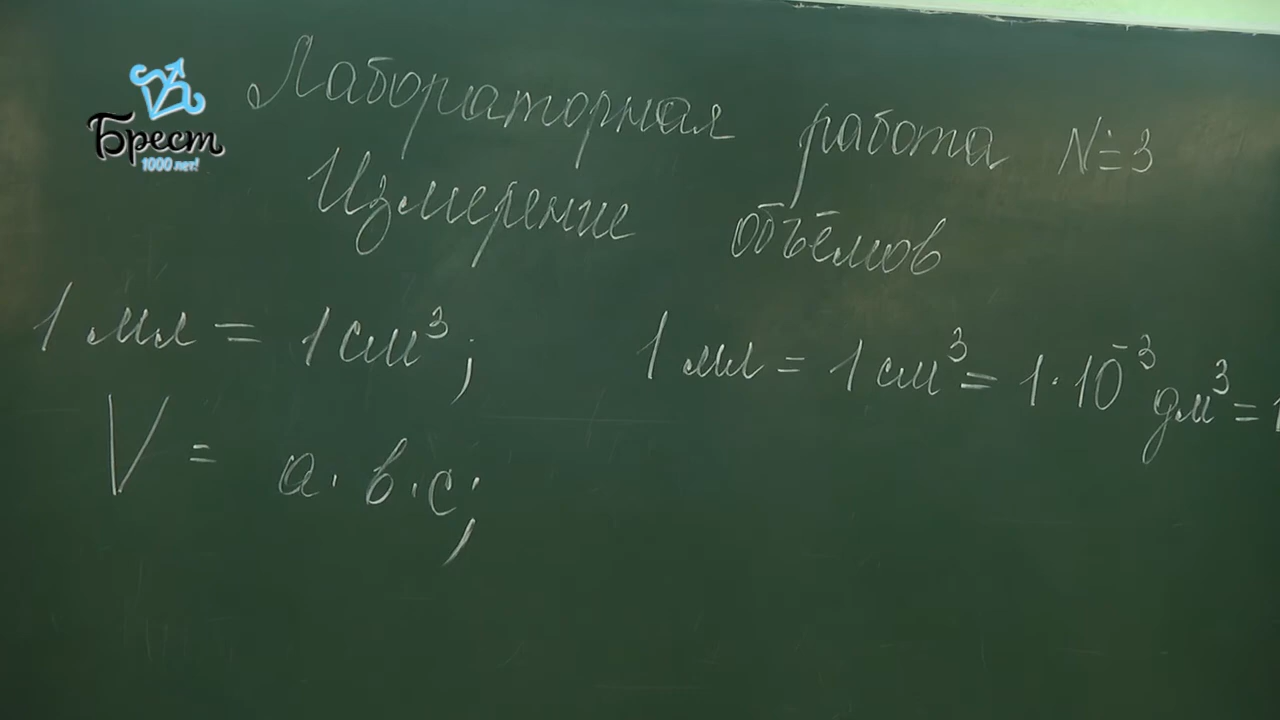 Брест
1000 лет!
Лабораторная работа №3
Измерение объёмов
1 мл = 1 см³; 1 мл = 1 см³ = 1·10⁻³ дм³ = 1
V = a·в·c;